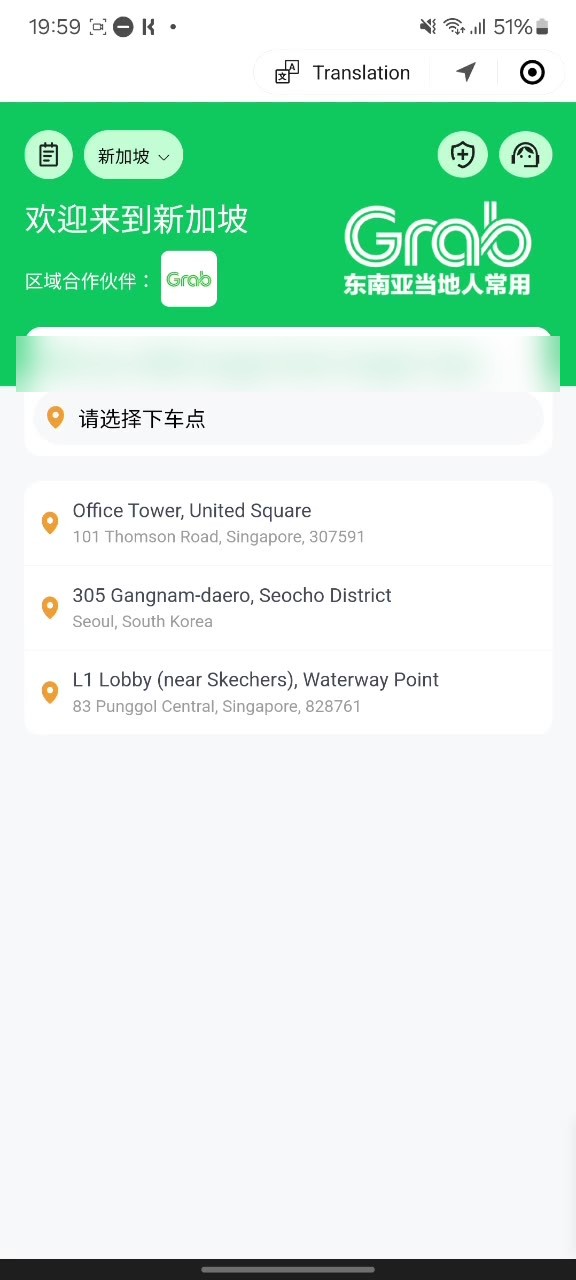 19:59
51%
Translation
新加坡
欢迎来到新加坡
Grab
东南亚当地人常用
区域合作伙伴：
Grab
请选择下车点
Office Tower, United Square
101 Thomson Road, Singapore, 307591
305 Gangnam-daero, Seocho District
Seoul, South Korea
L1 Lobby (near Skechers), Waterway Point
83 Punggol Central, Singapore, 828761